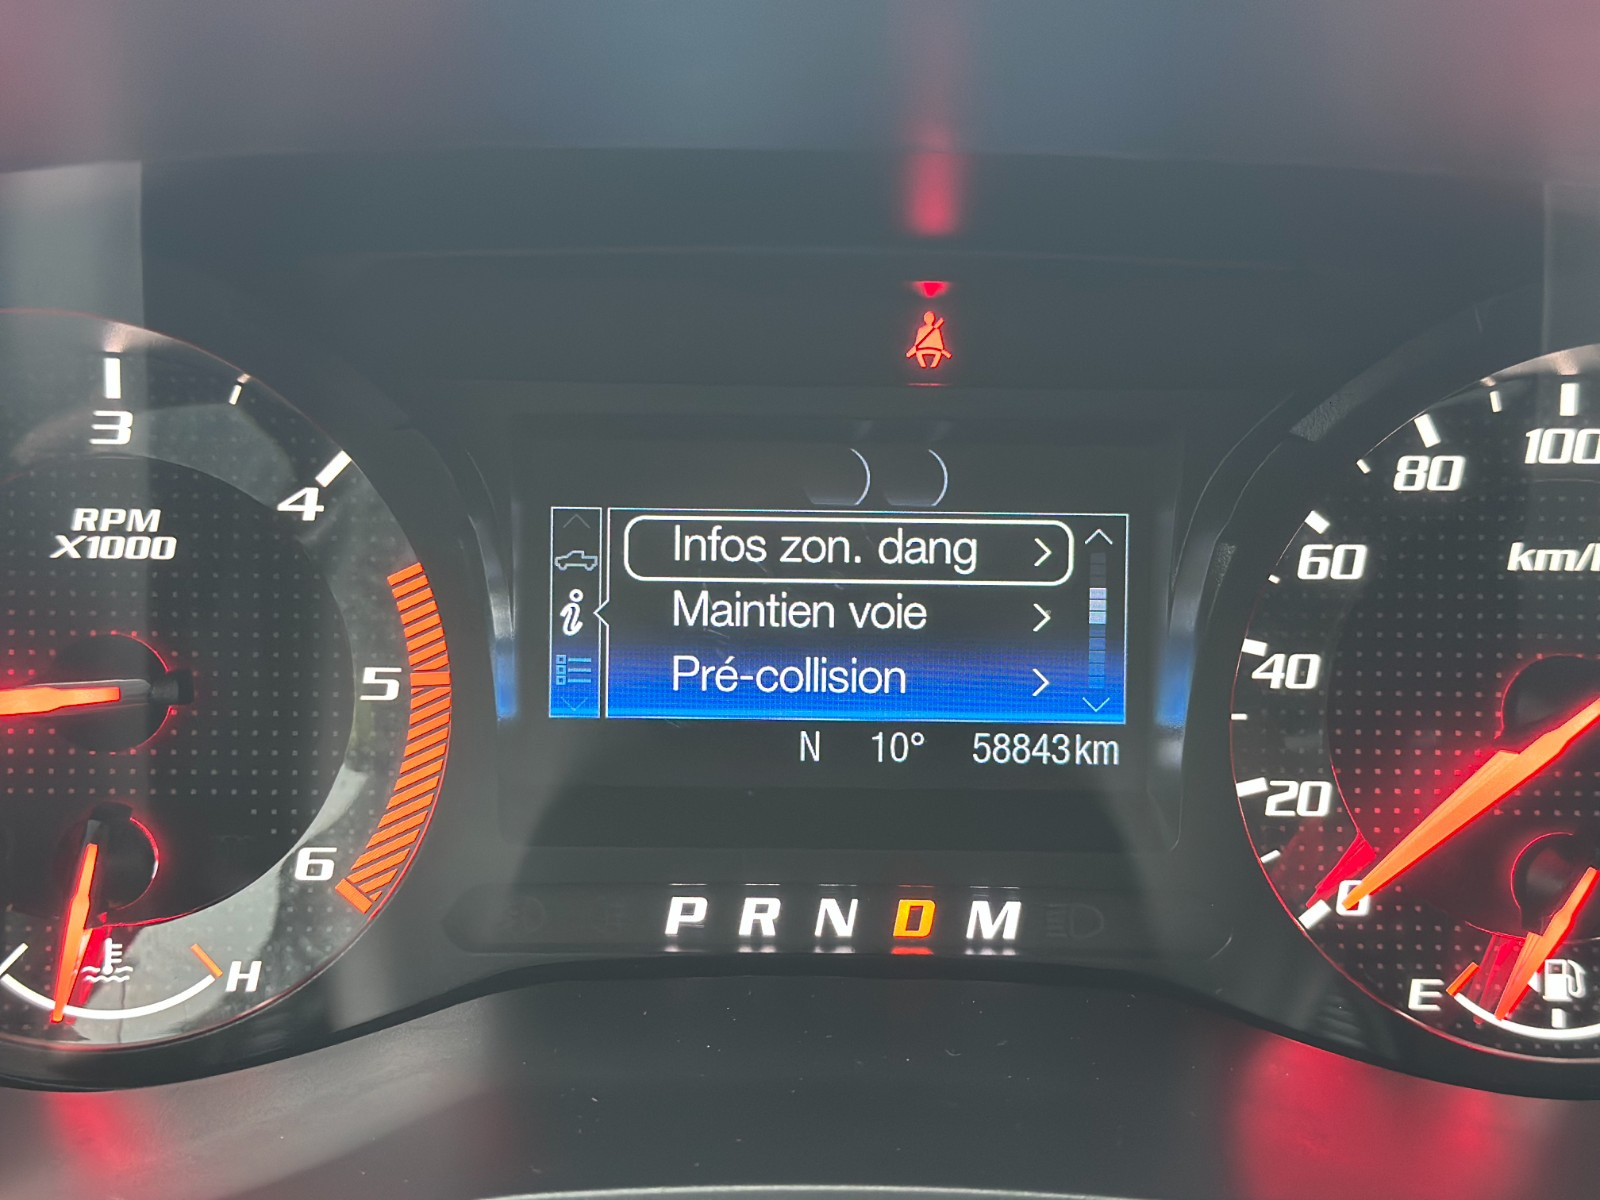 3
4
RPM
X1000
5
6
H
Infos zon. dang
Maintien voie
Pré-collision
N 10° 58843km
P R N D M
100
80
60
km/
40
20
0
E